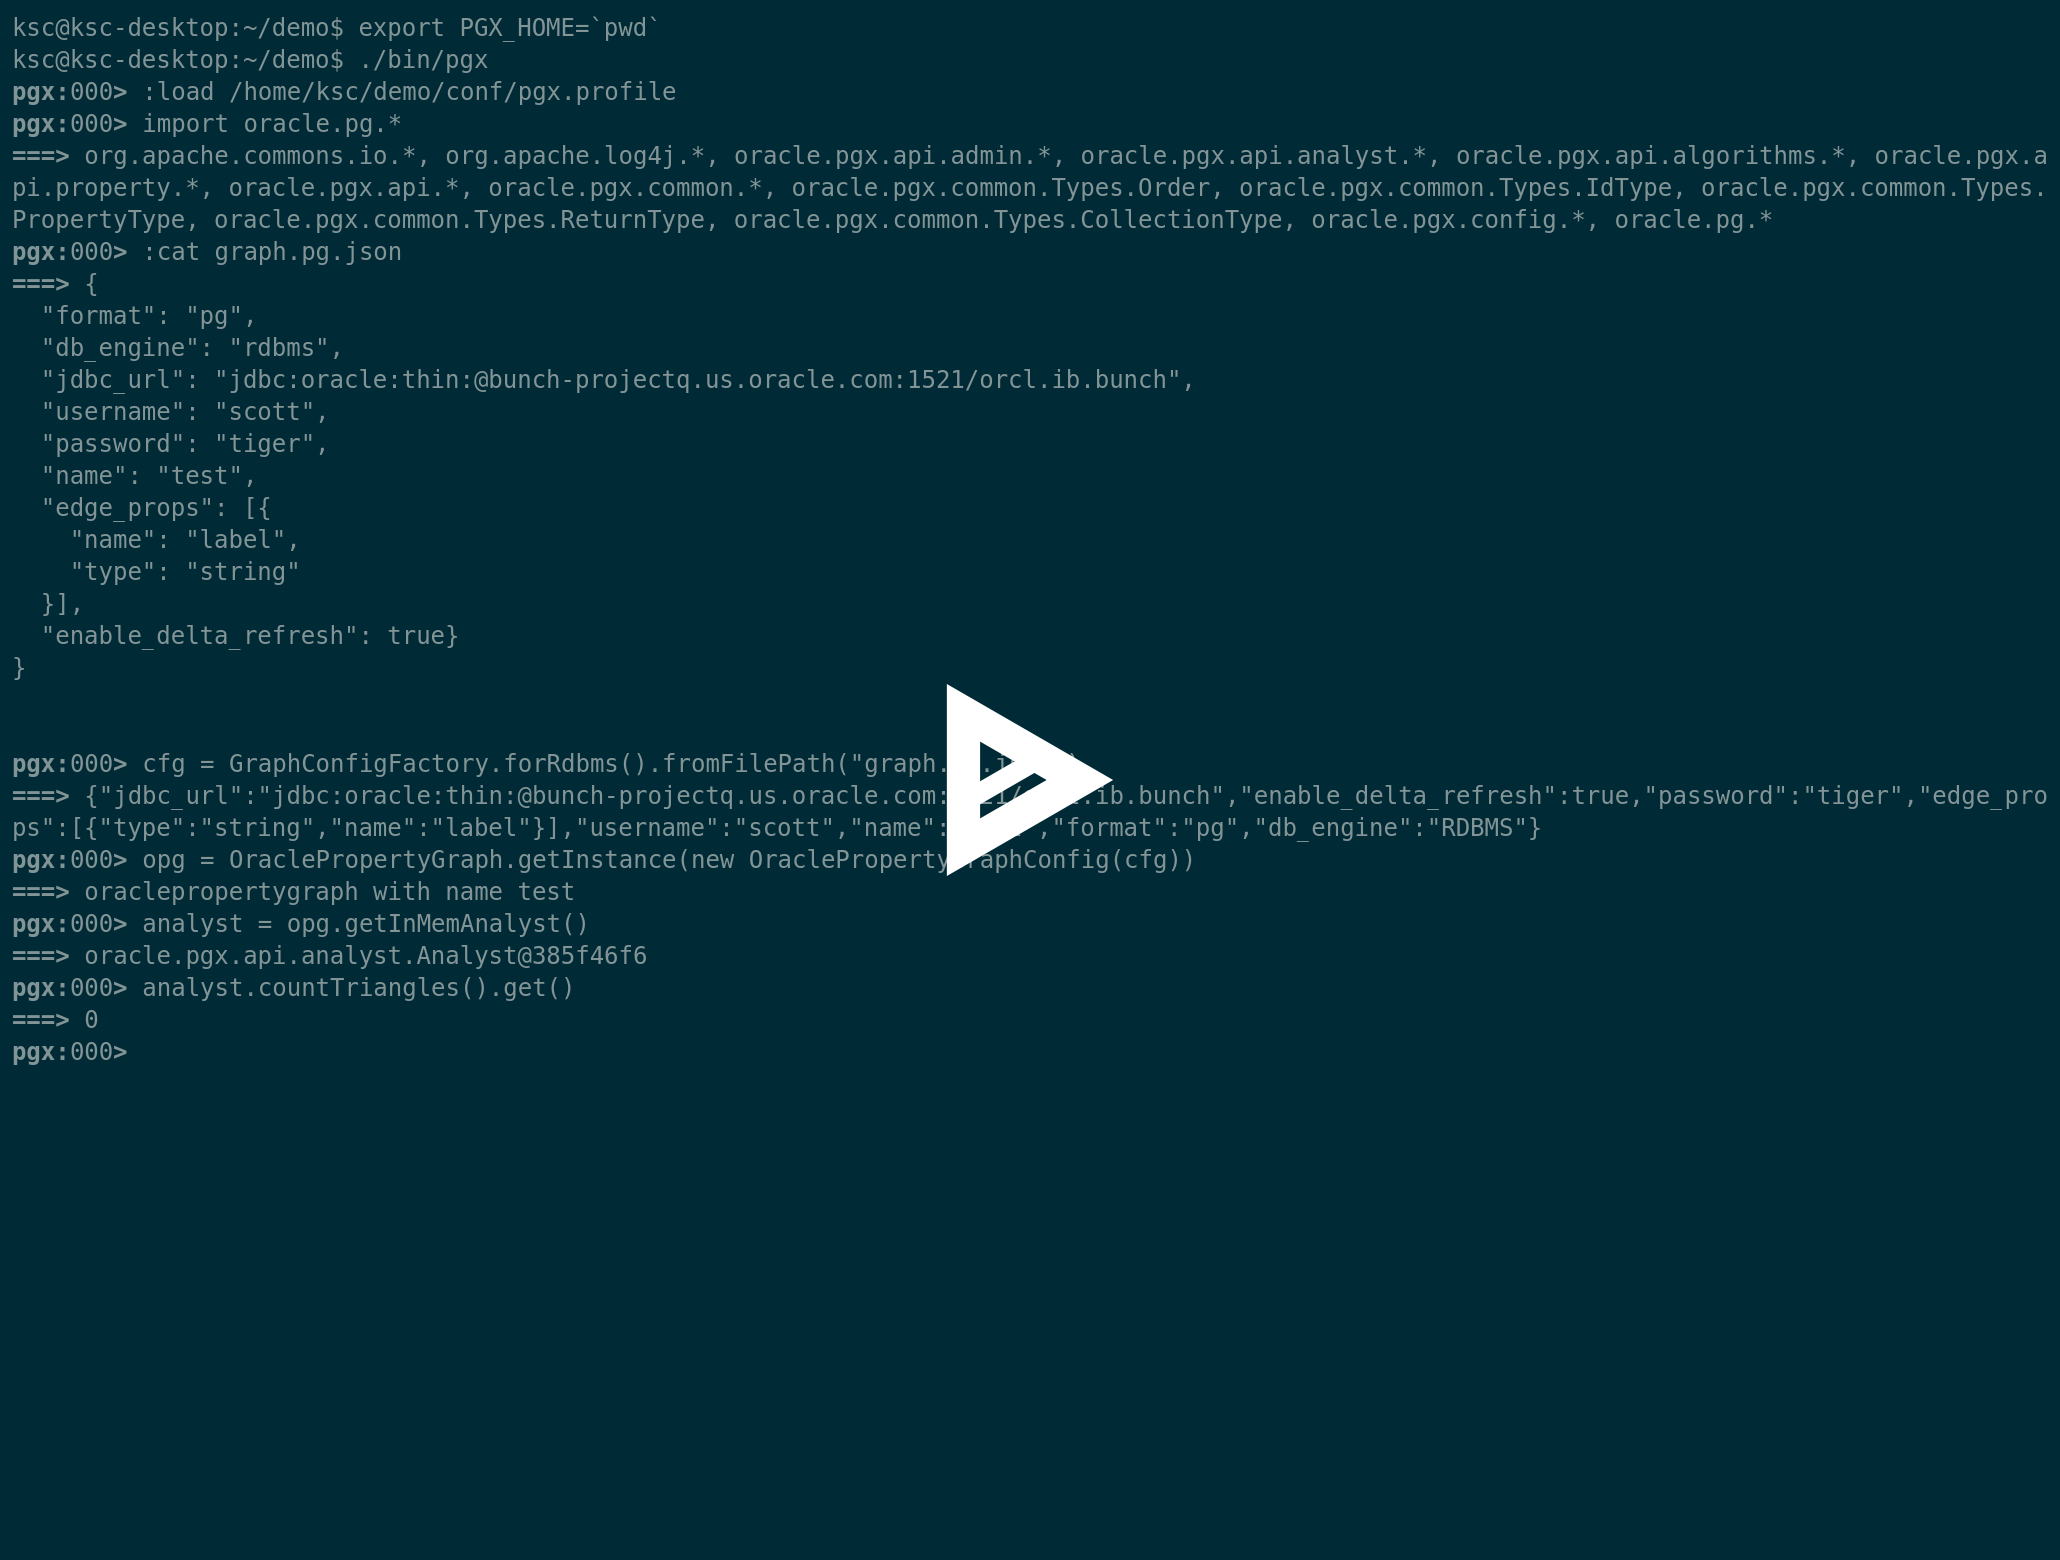 ksc@ksc-desktop:~/demo$ export PGX_HOME=`pwd`
ksc@ksc-desktop:~/demo$ ./bin/pgx
pgx:000> :load /home/ksc/demo/conf/pgx.profile
pgx:000> import oracle.pg.*
===> org.apache.commons.io.*, org.apache.log4j.*, oracle.pgx.api.admin.*, oracle.pgx.api.analyst.*, oracle.pgx.api.algorithms.*, oracle.pgx.a
pi.property.*, oracle.pgx.api.*, oracle.pgx.common.*, oracle.pgx.common.Types.Order, oracle.pgx.common.Types.IdType, oracle.pgx.common.Types.
PropertyType, oracle.pgx.common.Types.ReturnType, oracle.pgx.common.Types.CollectionType, oracle.pgx.config.*, oracle.pg.*
pgx:000> :cat graph.pg.json
===> {
  "format": "pg",
  "db_engine": "rdbms",
  "jdbc_url": "jdbc:oracle:thin:@bunch-projectq.us.oracle.com:1521/orcl.ib.bunch",
  "username": "scott",
  "password": "tiger",
  "name": "test",
  "edge_props": [{
    "name": "label",
    "type": "string"
  }],
  "enable_delta_refresh": true}
}
pgx:000> cfg = GraphConfigFactory.forRdbms().fromFilePath("graph.
===> {"jdbc_url":"jdbc:oracle:thin:@bunch-projectq.us.oracle.com: .ib.bunch","enable_delta_refresh":true,"password":"tiger","edge_pro
ps":[{"type":"string","name":"label"}],"username":"scott","name": ,"format":"pg","db_engine":"RDBMS"}
pgx:000> opg = OraclePropertyGraph.getInstance(new OraclePropertyGraphConfig(cfg))
===> oraclepropertygraph with name test
pgx:000> analyst = opg.getInMemAnalyst()
===> oracle.pgx.api.analyst.Analyst@385f46f6
pgx:000> analyst.countTriangles().get()
===> 0
pgx:000>